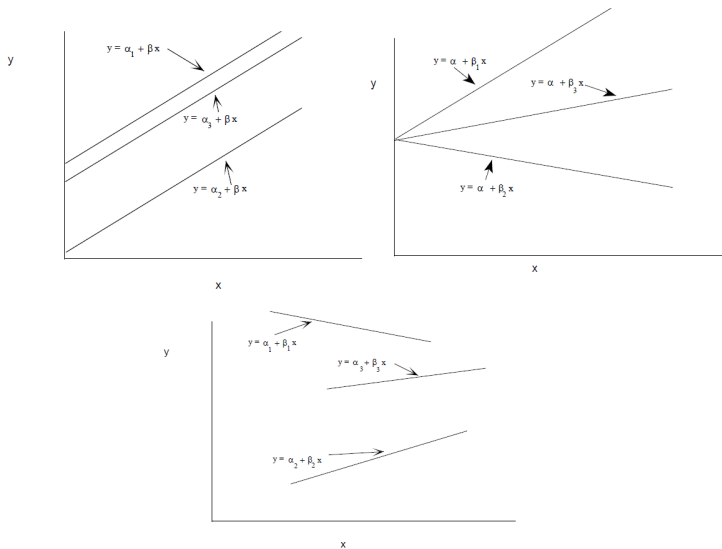 y
y = α₁ + βx
y = α₃ + βx
y = α₂ + βx
x
y
y = α + β₁x
y = α + β₃x
y = α + β₂x
x
y
y = α₁ + β₁x
y = α₃ + β₃x
y = α₂ + β₂x
x